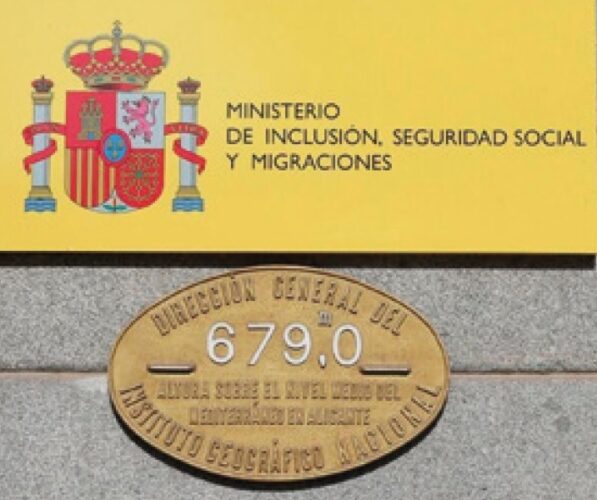 MINISTERIO
DE INCLUSIÓN, SEGURIDAD SOCIAL
Y MIGRACIONES
DIRECCIÓN GENERAL DEL
679,0 m
ALTURA SOBRE EL NIVEL MEDIO DEL
MEDITERRÁNEO EN ALICANTE
INSTITUTO GEOGRÁFICO NACIONAL